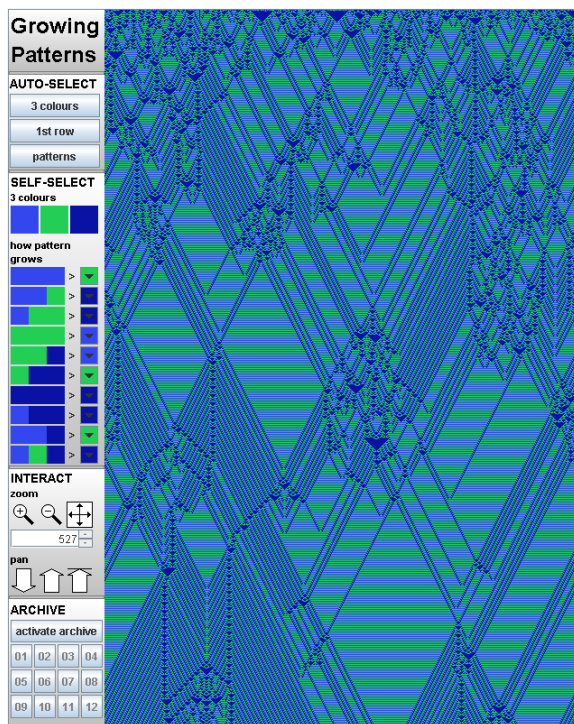 Growing
Patterns
AUTO-SELECT
3 colours
1st row
patterns
SELF-SELECT
3 colours
how pattern
grows
>
>
>
>
>
>
>
>
>
>
INTERACT
zoom
527
pan
ARCHIVE
activate archive
01 02 03 04
05 06 07 08
09 10 11 12